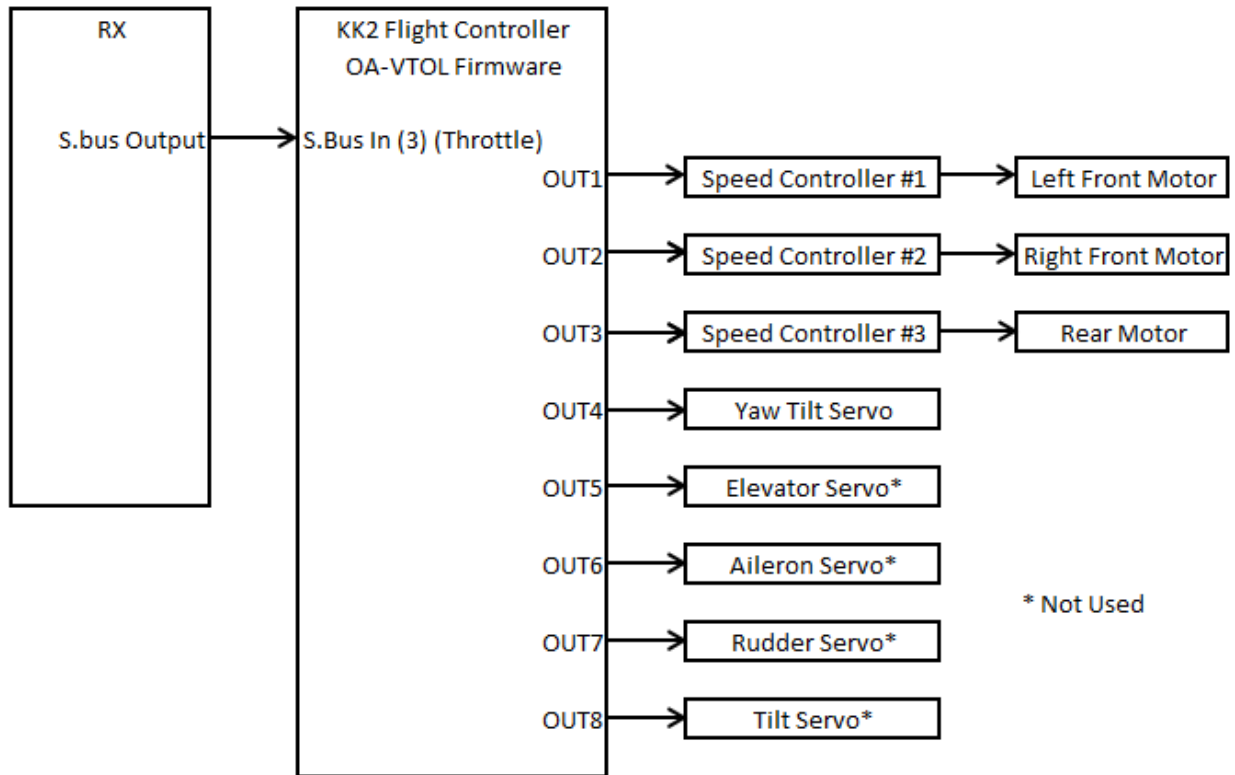 RX
KK2 Flight Controller
OA-VTOL Firmware
S.bus Output
S.Bus In (3) (Throttle)
OUT1
Speed Controller #1
Left Front Motor
OUT2
Speed Controller #2
Right Front Motor
OUT3
Speed Controller #3
Rear Motor
OUT4
Yaw Tilt Servo
OUT5
Elevator Servo*
OUT6
Aileron Servo*
* Not Used
OUT7
Rudder Servo*
OUT8
Tilt Servo*